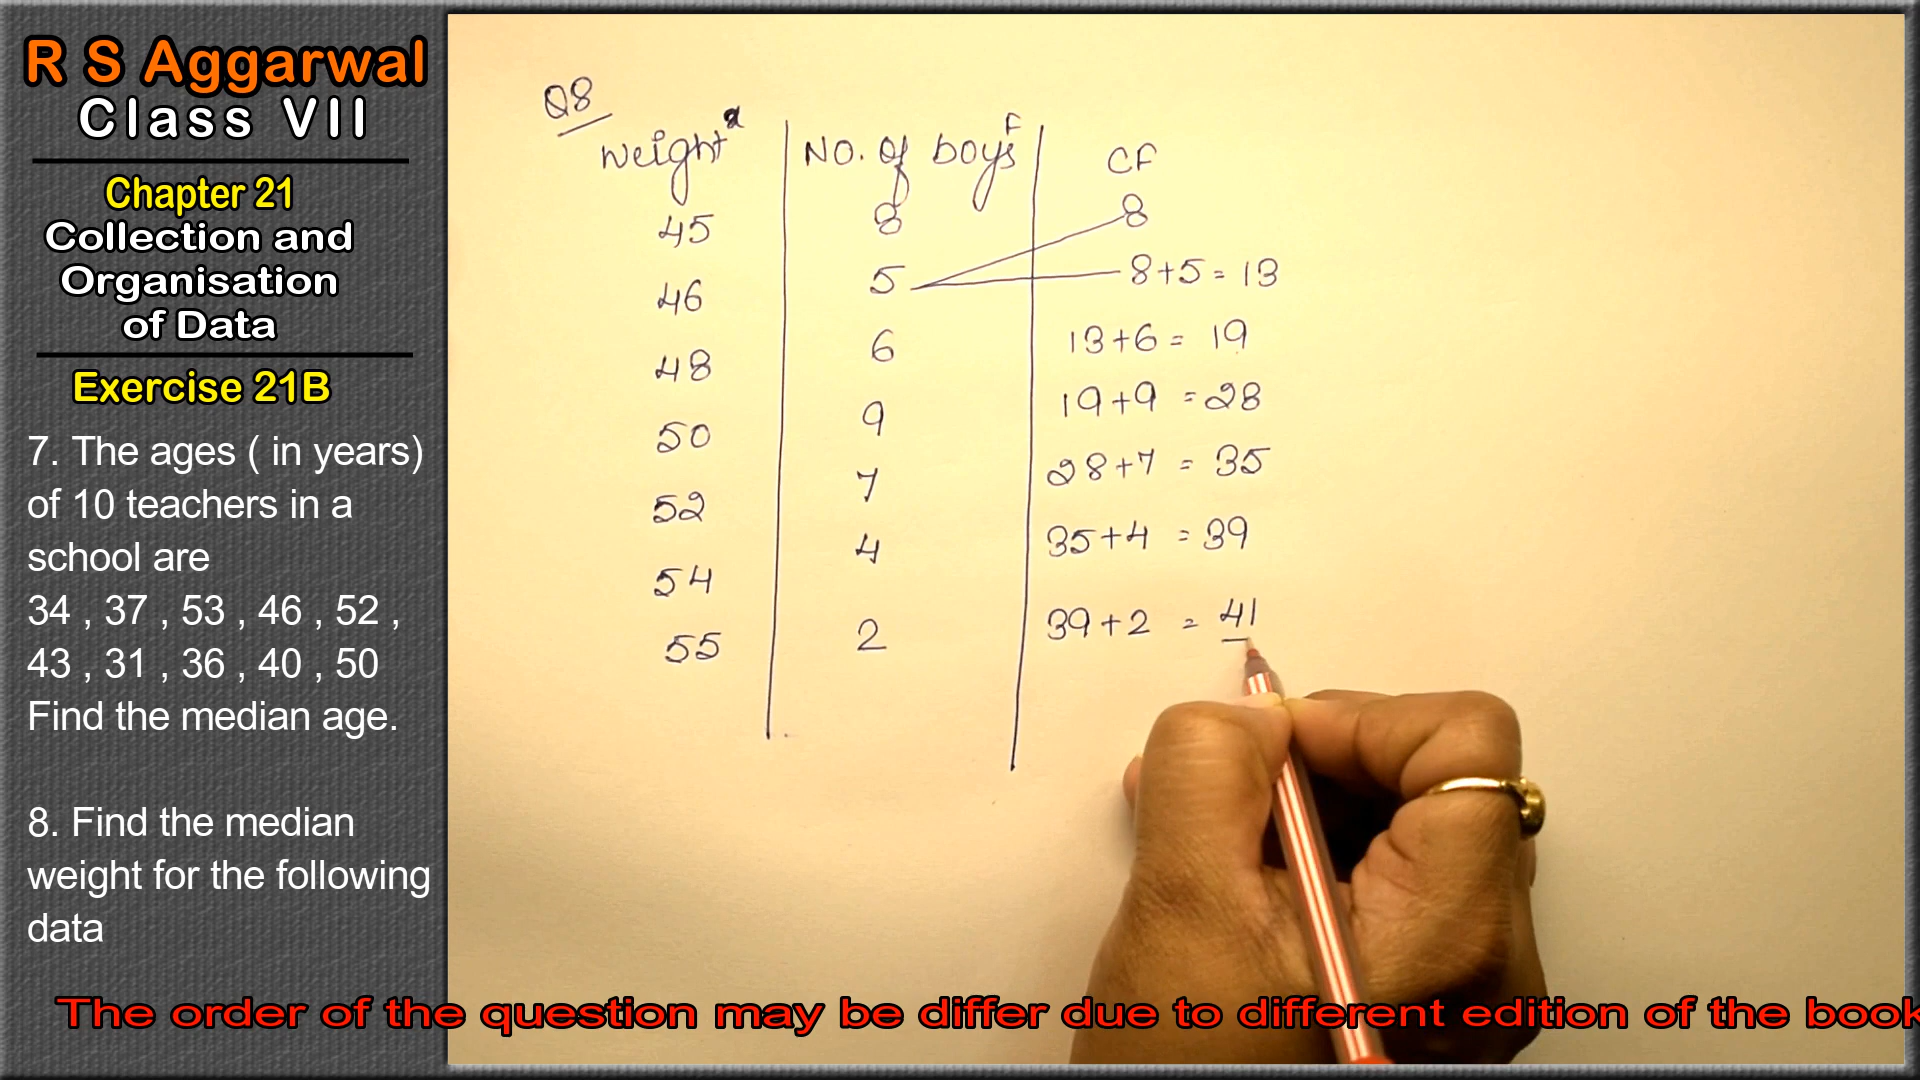 R S Aggarwal
Class VII
Chapter 21
Collection and
Organisation
of Data
Exercise 21B
7. The ages ( in years)
of 10 teachers in a
school are
34 , 37 , 53 , 46 , 52 ,
43 , 31 , 36 , 40 , 50
Find the median age.
8. Find the median
weight for the following
data
Q8
Weight x No. of boys F CF
45 8 8
46 5 8+5 = 13
48 6 13+6 = 19
50 9 19+9 = 28
52 7 28+7 = 35
54 4 35+4 = 39
55 2 39+2 = 41
The order of the question may be differ due to different edition of the book